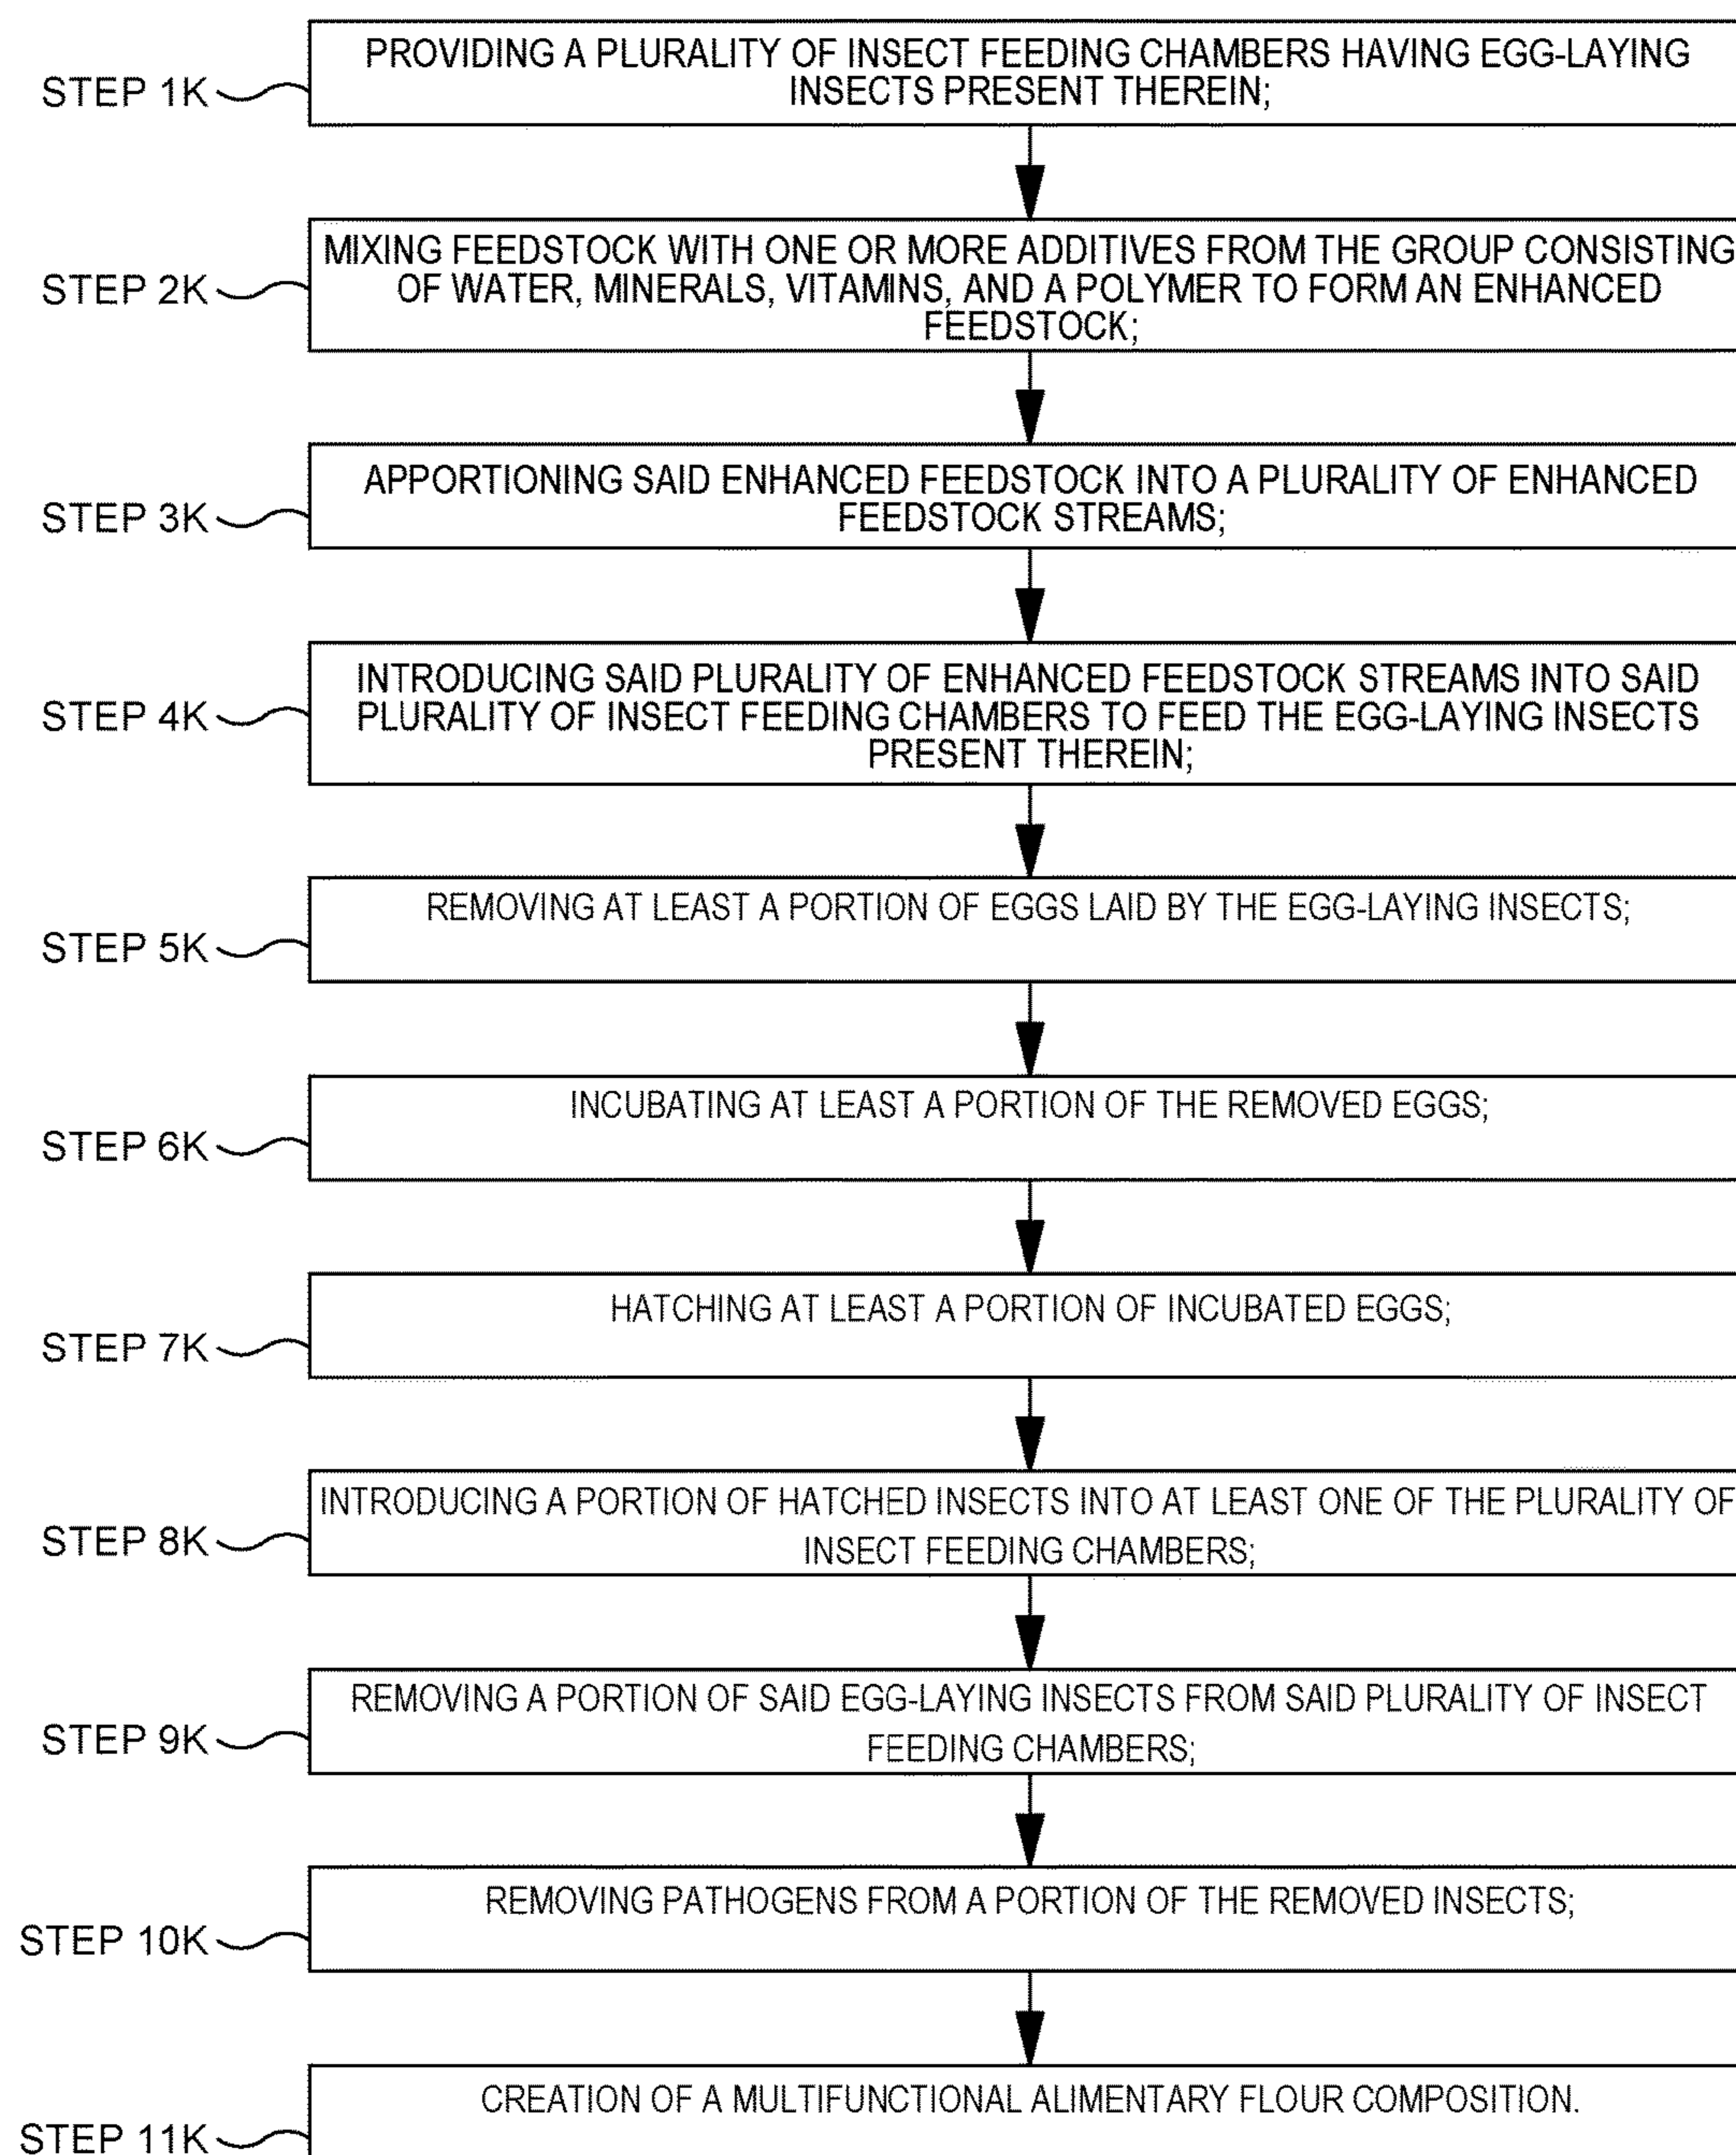 STEP 1K
PROVIDING A PLURALITY OF INSECT FEEDING CHAMBERS HAVING EGG-LAYING
INSECTS PRESENT THEREIN;
STEP 2K
MIXING FEEDSTOCK WITH ONE OR MORE ADDITIVES FROM THE GROUP CONSISTING
OF WATER, MINERALS, VITAMINS, AND A POLYMER TO FORM AN ENHANCED
FEEDSTOCK;
STEP 3K
APPORTIONING SAID ENHANCED FEEDSTOCK INTO A PLURALITY OF ENHANCED
FEEDSTOCK STREAMS;
STEP 4K
INTRODUCING SAID PLURALITY OF ENHANCED FEEDSTOCK STREAMS INTO SAID
PLURALITY OF INSECT FEEDING CHAMBERS TO FEED THE EGG-LAYING INSECTS
PRESENT THEREIN;
STEP 5K
REMOVING AT LEAST A PORTION OF EGGS LAID BY THE EGG-LAYING INSECTS;
STEP 6K
INCUBATING AT LEAST A PORTION OF THE REMOVED EGGS;
STEP 7K
HATCHING AT LEAST A PORTION OF INCUBATED EGGS;
STEP 8K
INTRODUCING A PORTION OF HATCHED INSECTS INTO AT LEAST ONE OF THE PLURALITY OF
INSECT FEEDING CHAMBERS;
STEP 9K
REMOVING A PORTION OF SAID EGG-LAYING INSECTS FROM SAID PLURALITY OF INSECT
FEEDING CHAMBERS;
STEP 10K
REMOVING PATHOGENS FROM A PORTION OF THE REMOVED INSECTS;
STEP 11K
CREATION OF A MULTIFUNCTIONAL ALIMENTARY FLOUR COMPOSITION.